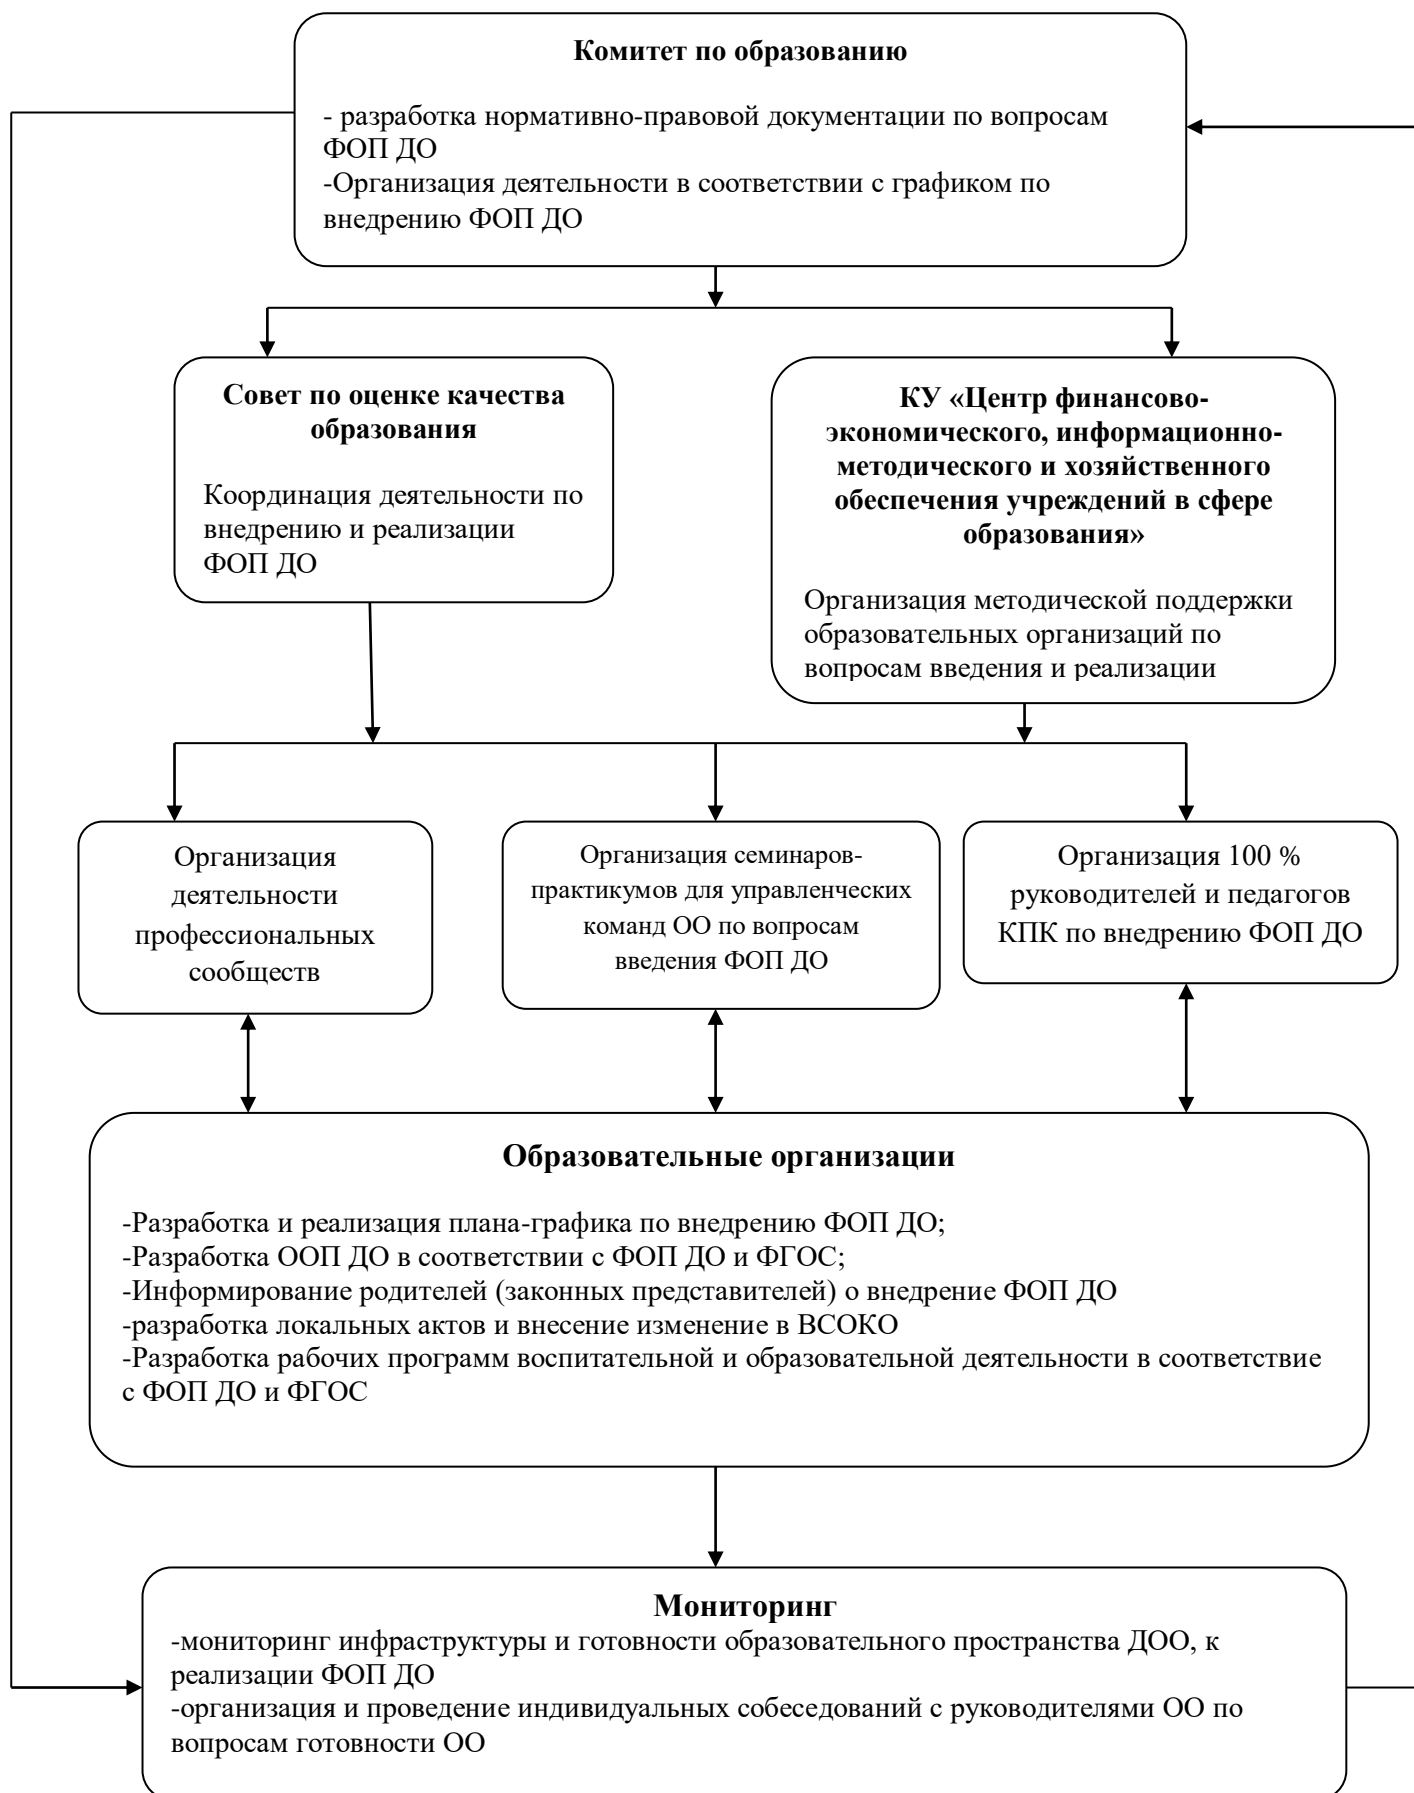 Комитет по образованию
- разработка нормативно-правовой документации по вопросам
ФОП ДО
-Организация деятельности в соответствии с графиком по
внедрению ФОП ДО
Совет по оценке качества
образования
Координация деятельности по
внедрению и реализации
ФОП ДО
КУ «Центр финансово-
экономического, информационно-
методического и хозяйственного
обеспечения учреждений в сфере
образования»
Организация методической поддержки
образовательных организаций по
вопросам введения и реализации
Организация
деятельности
профессиональных
сообществ
Организация семинаров-
практикумов для управленческих
команд ОО по вопросам
введения ФОП ДО
Организация 100 %
руководителей и педагогов
КПК по внедрению ФОП ДО
Образовательные организации
-Разработка и реализация плана-графика по внедрению ФОП ДО;
-Разработка ООП ДО в соответствии с ФОП ДО и ФГОС;
-Информирование родителей (законных представителей) о внедрение ФОП ДО
-разработка локальных актов и внесение изменение в ВСОКО
-Разработка рабочих программ воспитательной и образовательной деятельности в соответствие
с ФОП ДО и ФГОС
Мониторинг
-мониторинг инфраструктуры и готовности образовательного пространства ДОО, к
реализации ФОП ДО
-организация и проведение индивидуальных собеседований с руководителями ОО по
вопросам готовности ОО